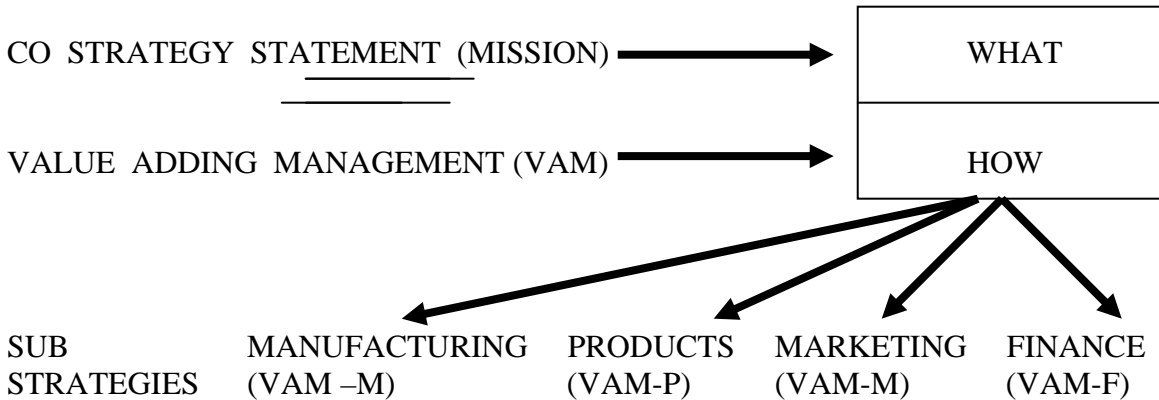 CO STRATEGY STATEMENT (MISSION) WHAT
VALUE ADDING MANAGEMENT (VAM) HOW
SUB MANUFACTURING PRODUCTS MARKETING FINANCE
STRATEGIES (VAM –M) (VAM-P) (VAM-M) (VAM-F)